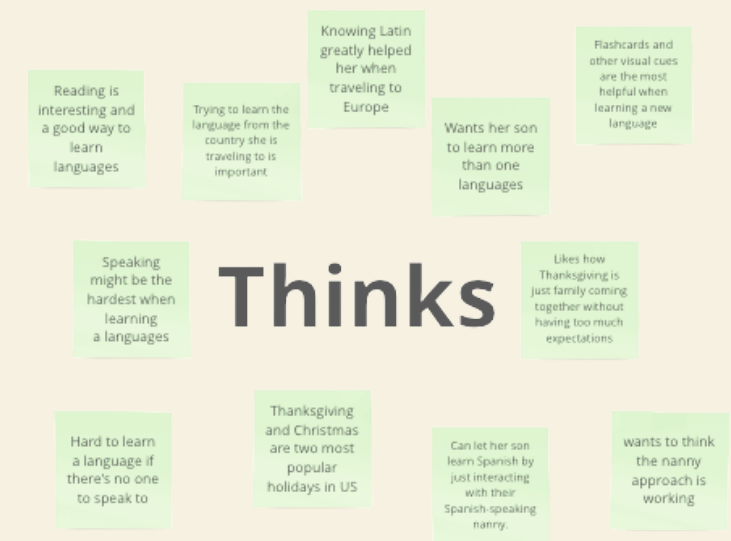 Knowing Latin
greatly helped
her when
traveling to
Europe
Flashcards and
other visual cues
are the most
helpful when
learning a new
language
Reading is
interesting and
a good way to
learn
languages
Trying to learn the
language from the
country she is
traveling to is
important
Wants her son
to learn more
than one
languages
Speaking
might be the
hardest when
learning
a languages
Thinks
Likes how
Thanksgiving is
just family coming
together without
having too much
expectations
Hard to learn
a language if
there's no one
to speak to
Thanksgiving
and Christmas
are two most
popular
holidays in US
Can let her son
learn Spanish by
just interacting
with their
Spanish-speaking
nanny.
wants to think
the nanny
approach is
working